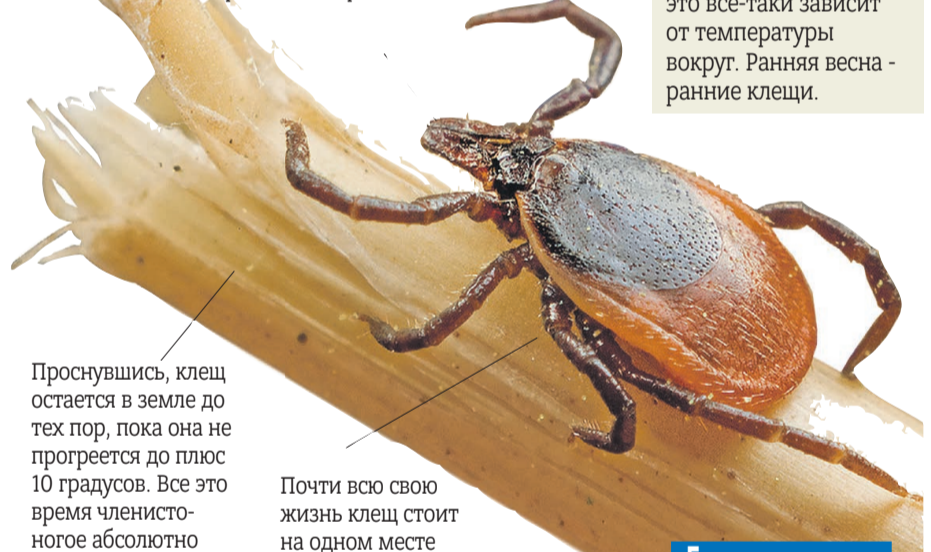 это все-таки зависит
от температуры
вокруг. Ранняя весна -
ранние клещи.
Проснувшись, клещ
остается в земле до
тех пор, пока она не
прогреется до плюс
10 градусов. Все это
время членисто-
ногое абсолютно
Почти всю свою
жизнь клещ стоит
на одном месте